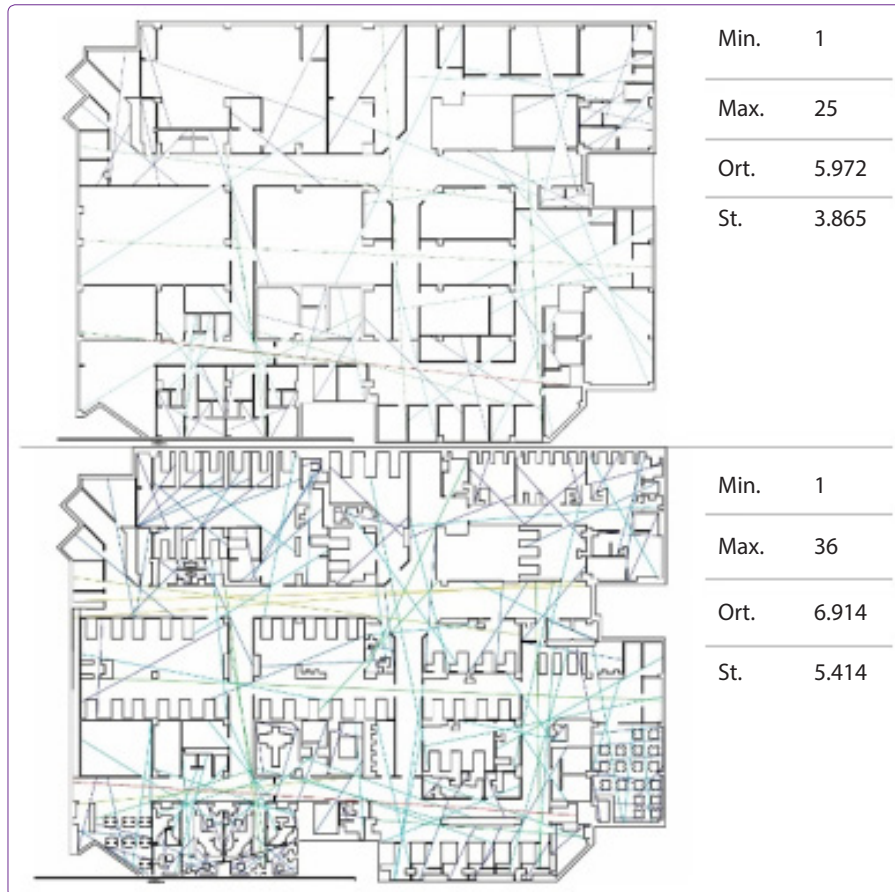 Min. 1
Max. 25
Ort. 5.972
St. 3.865
Min. 1
Max. 36
Ort. 6.914
St. 5.414